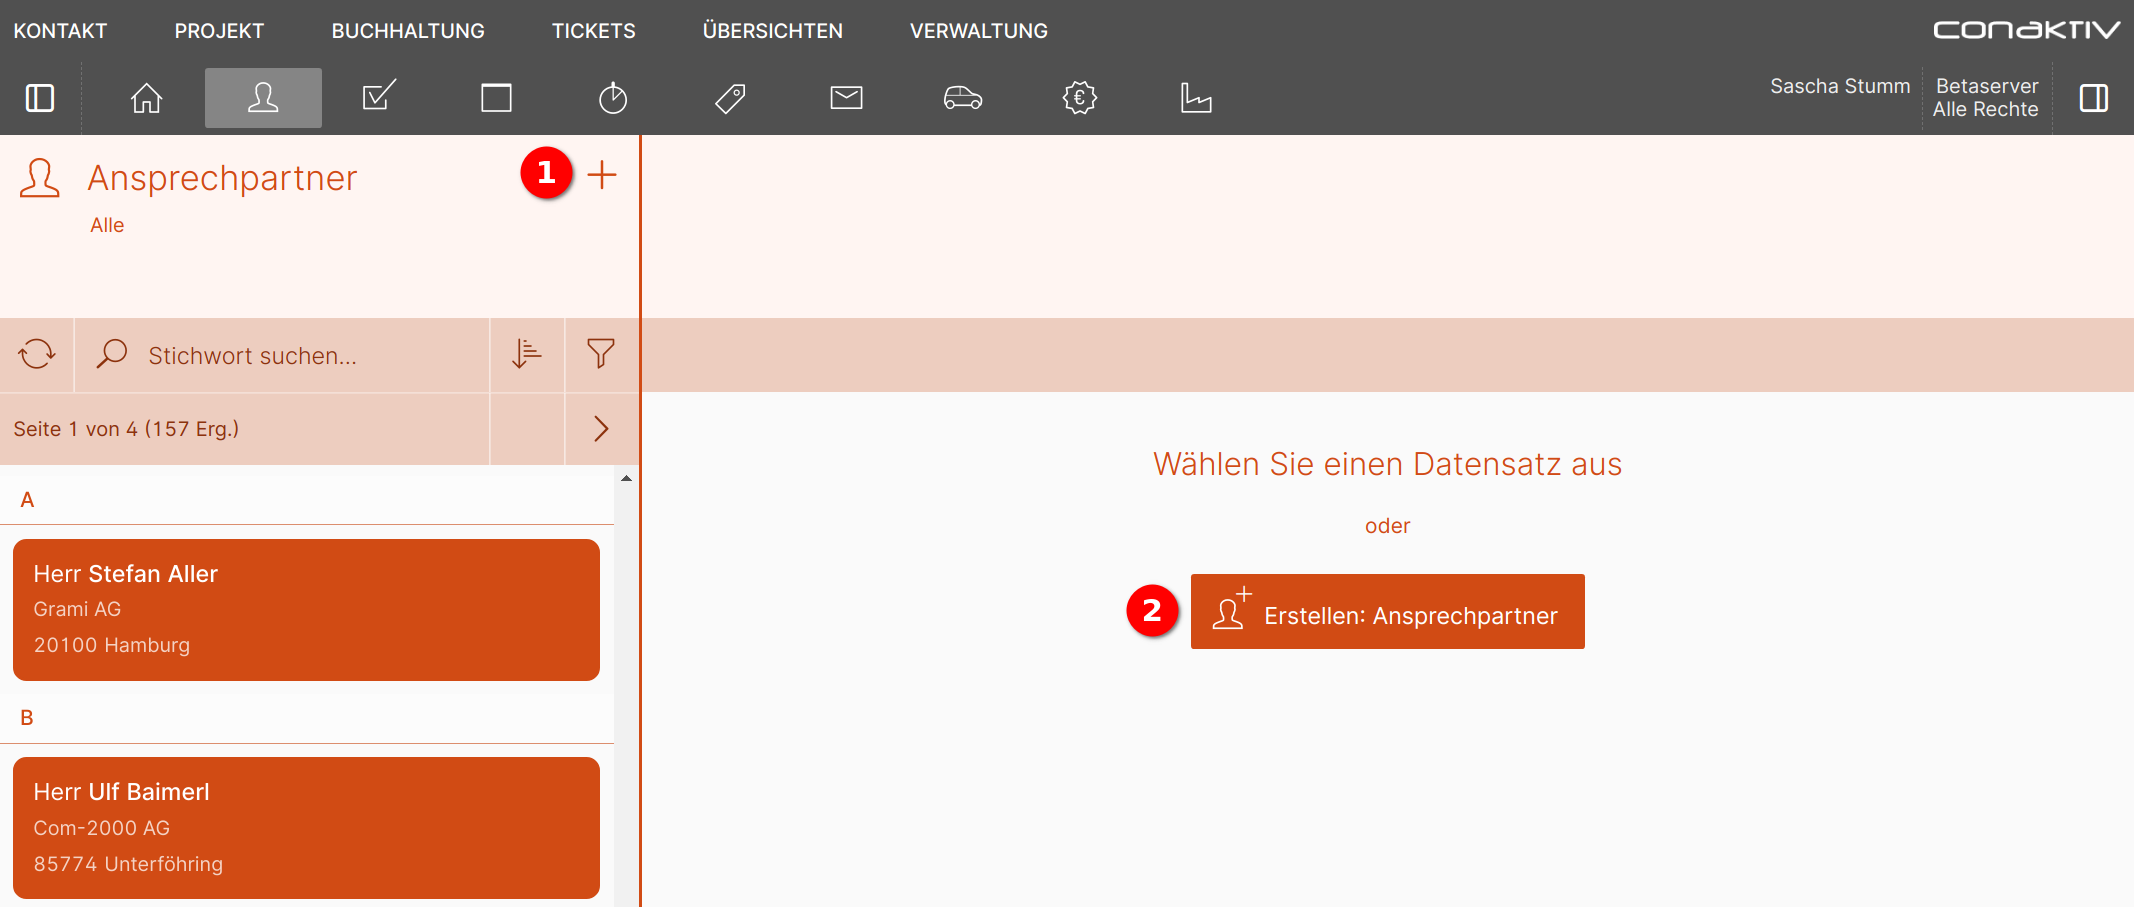 KONTAKT PROJEKT BUCHHALTUNG TICKETS ÜBERSICHTEN VERWALTUNG conaktiv
Sascha Stumm Betaserver
Alle Rechte
Ansprechpartner 1
Alle
Stichwort suchen...
Seite 1 von 4 (157 Erg.)
A
Herr Stefan Aller
Grami AG
20100 Hamburg
B
Herr Ulf Baimerl
Com-2000 AG
85774 Unterföhring
Wählen Sie einen Datensatz aus
oder
2 Erstellen: Ansprechpartner